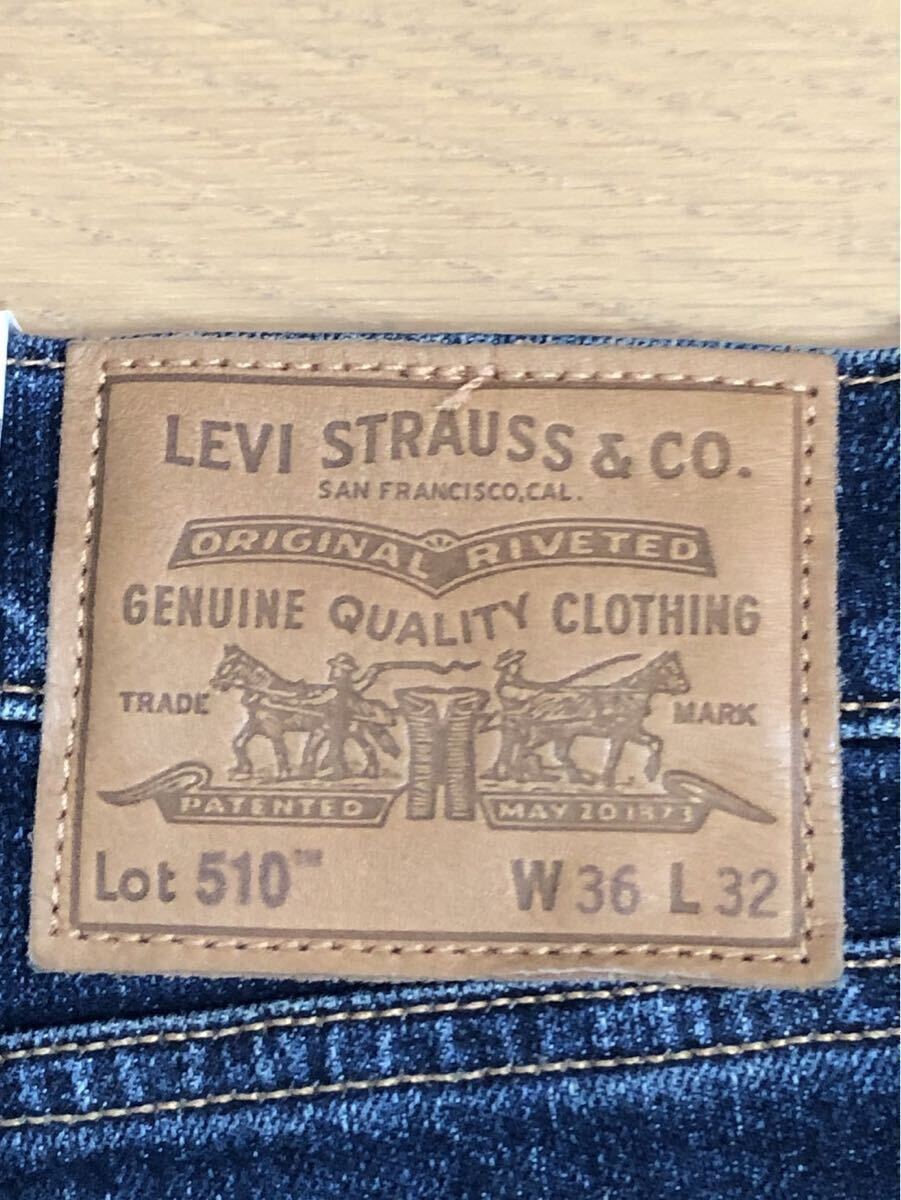 LEVI STRAUSS & CO.
SAN FRANCISCO, CAL.
ORIGINAL RIVETED
GENUINE QUALITY CLOTHING
TRADE MARK
PATENTED MAY 20 1873
Lot 510™ W 36 L 32